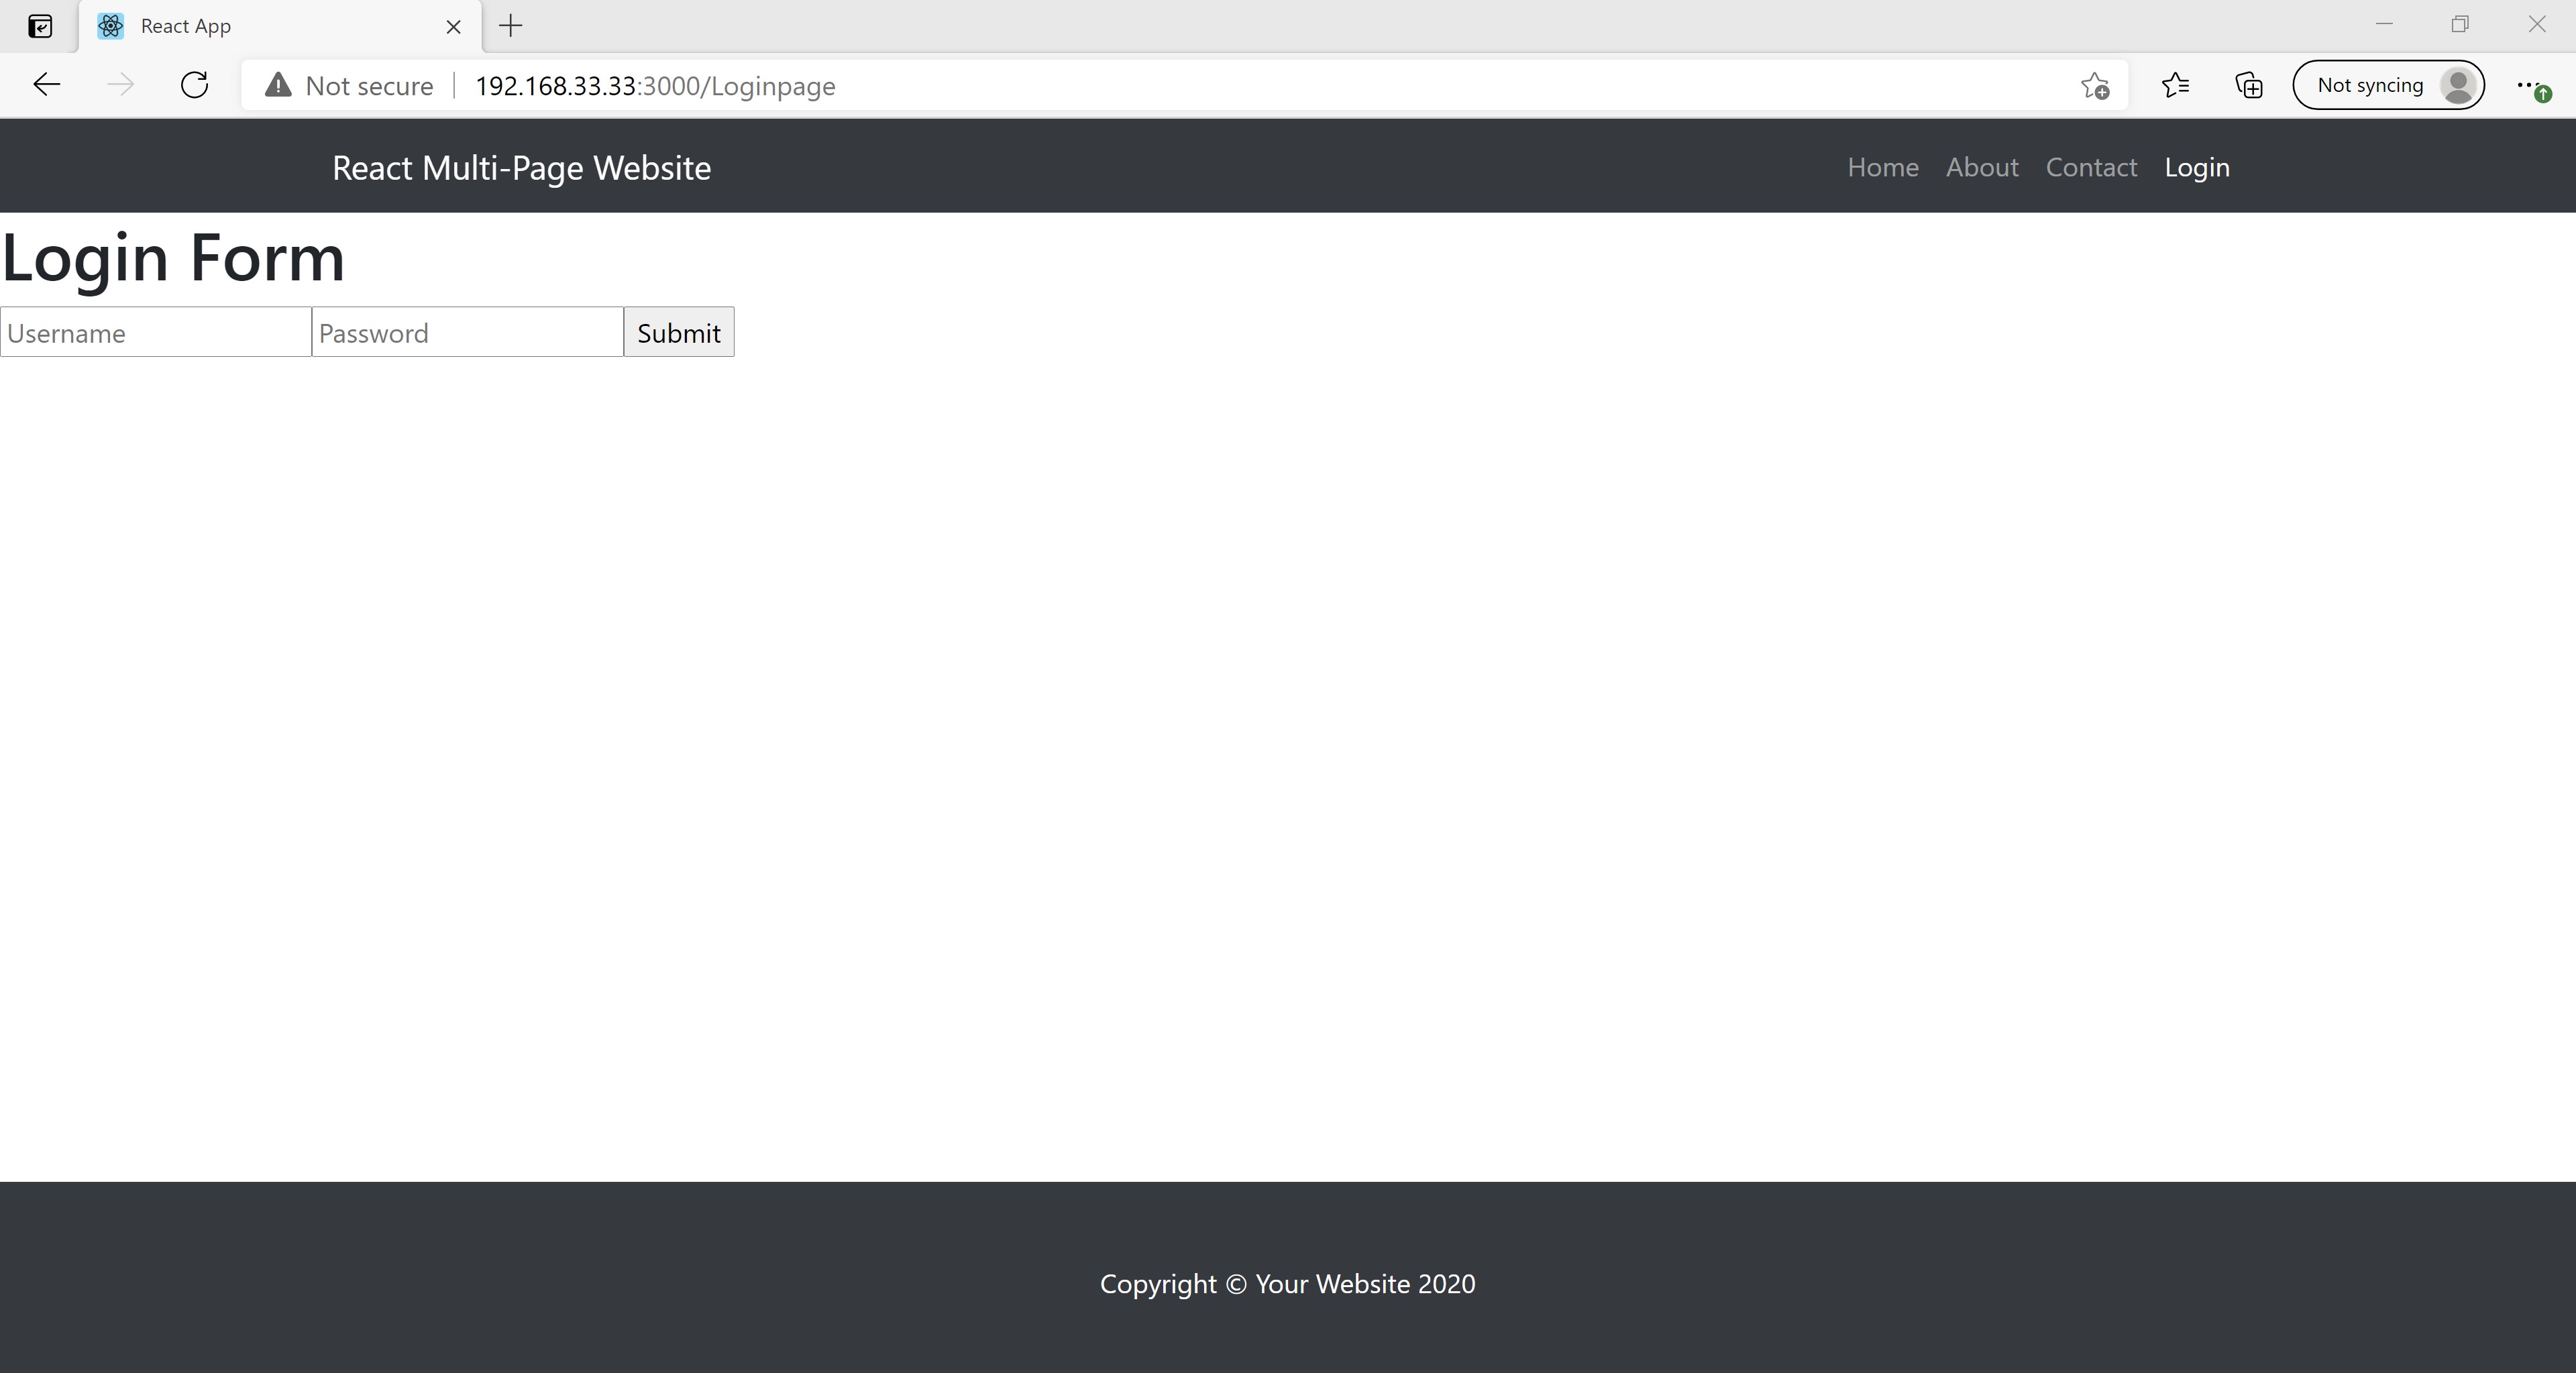 React App
Not secure 192.168.33.33:3000/Loginpage Not syncing
React Multi-Page Website Home About Contact Login
Login Form
Username Password Submit
Copyright © Your Website 2020